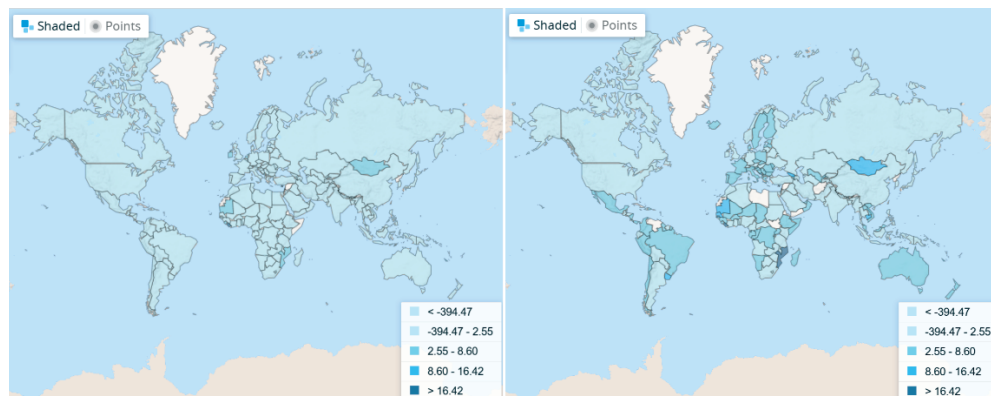 Shaded Points
< -394.47
-394.47 - 2.55
2.55 - 8.60
8.60 - 16.42
> 16.42
Shaded Points
< -394.47
-394.47 - 2.55
2.55 - 8.60
8.60 - 16.42
> 16.42